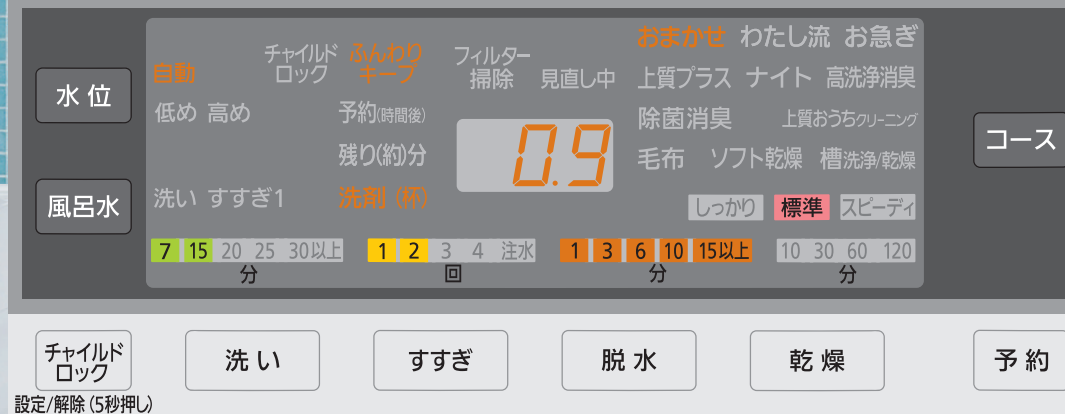 水位
風呂水
自動
チャイルド
ロック
ふんわり
キープ
フィルター
掃除
見直し中
おまかせ わたし流 お急ぎ
上質プラス ナイト 高洗浄消臭
低め 高め
予約(時間後)
除菌消臭 上質おうちクリーニング
残り(約)分
0.9
毛布 ソフト乾燥 槽洗浄/乾燥
洗い すすぎ1
洗剤(杯)
しっかり 標準 スピーディ
7 15 20 25 30以上
分
1 2 3 4 注水
回
1 3 6 10 15以上
分
10 30 60 120
分
コース
チャイルド
ロック
設定/解除(5秒押し)
洗い
すすぎ
脱水
乾燥
予約